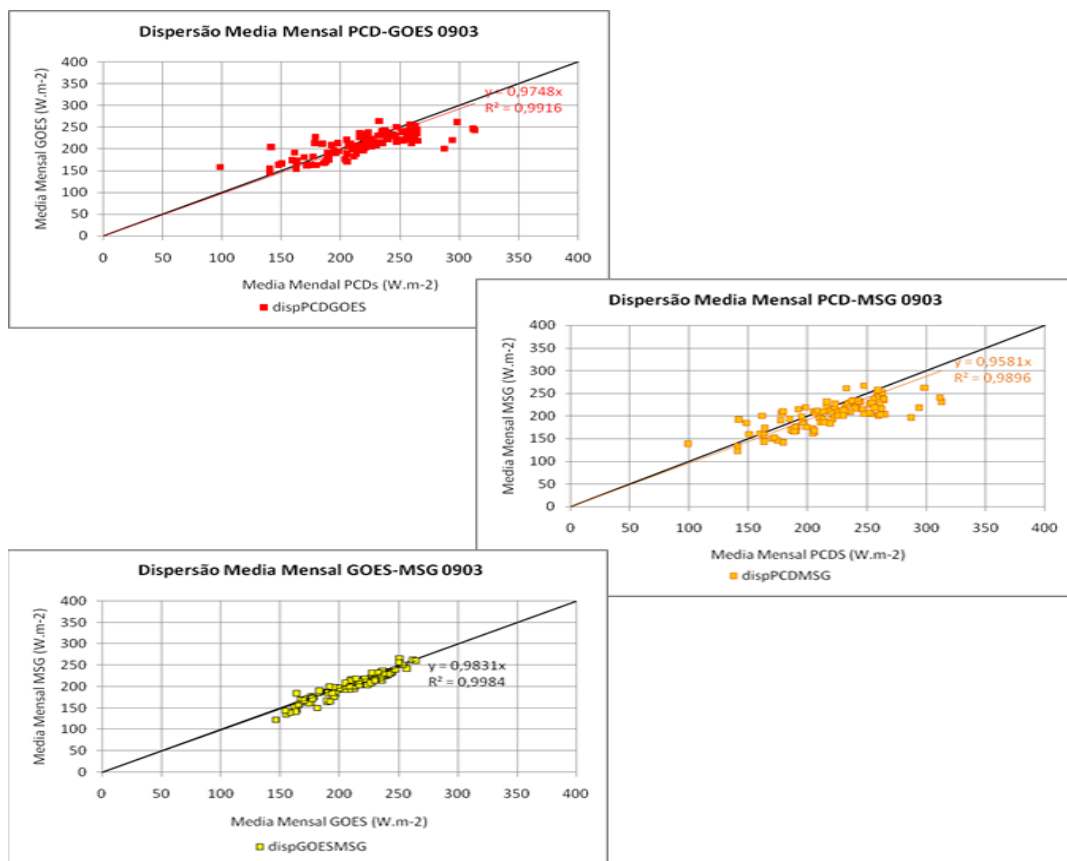 Dispersão Media Mensal PCD-GOES 0903
Media Mensal GOES (W.m-2)
400
350
300
250
200
150
100
50
0
y = 0,9748x
R² = 0,9916
0 50 100 150 200 250 300 350 400
Media Mendal PCDs (W.m-2)
dispPCDGOES
Dispersão Media Mensal PCD-MSG 0903
Media Mensal MSG (W.m-2)
400
350
300
250
200
150
100
50
0
y = 0,9581x
R² = 0,9896
0 50 100 150 200 250 300 350 400
Media Mensal PCDS (W.m-2)
dispPCDMSG
Dispersão Media Mensal GOES-MSG 0903
Media Mensal MSG (W.m-2)
400
350
300
250
200
150
100
50
0
y = 0,9831x
R² = 0,9984
0 50 100 150 200 250 300 350 400
Media Mensal GOES (W.m-2)
dispGOESMSG